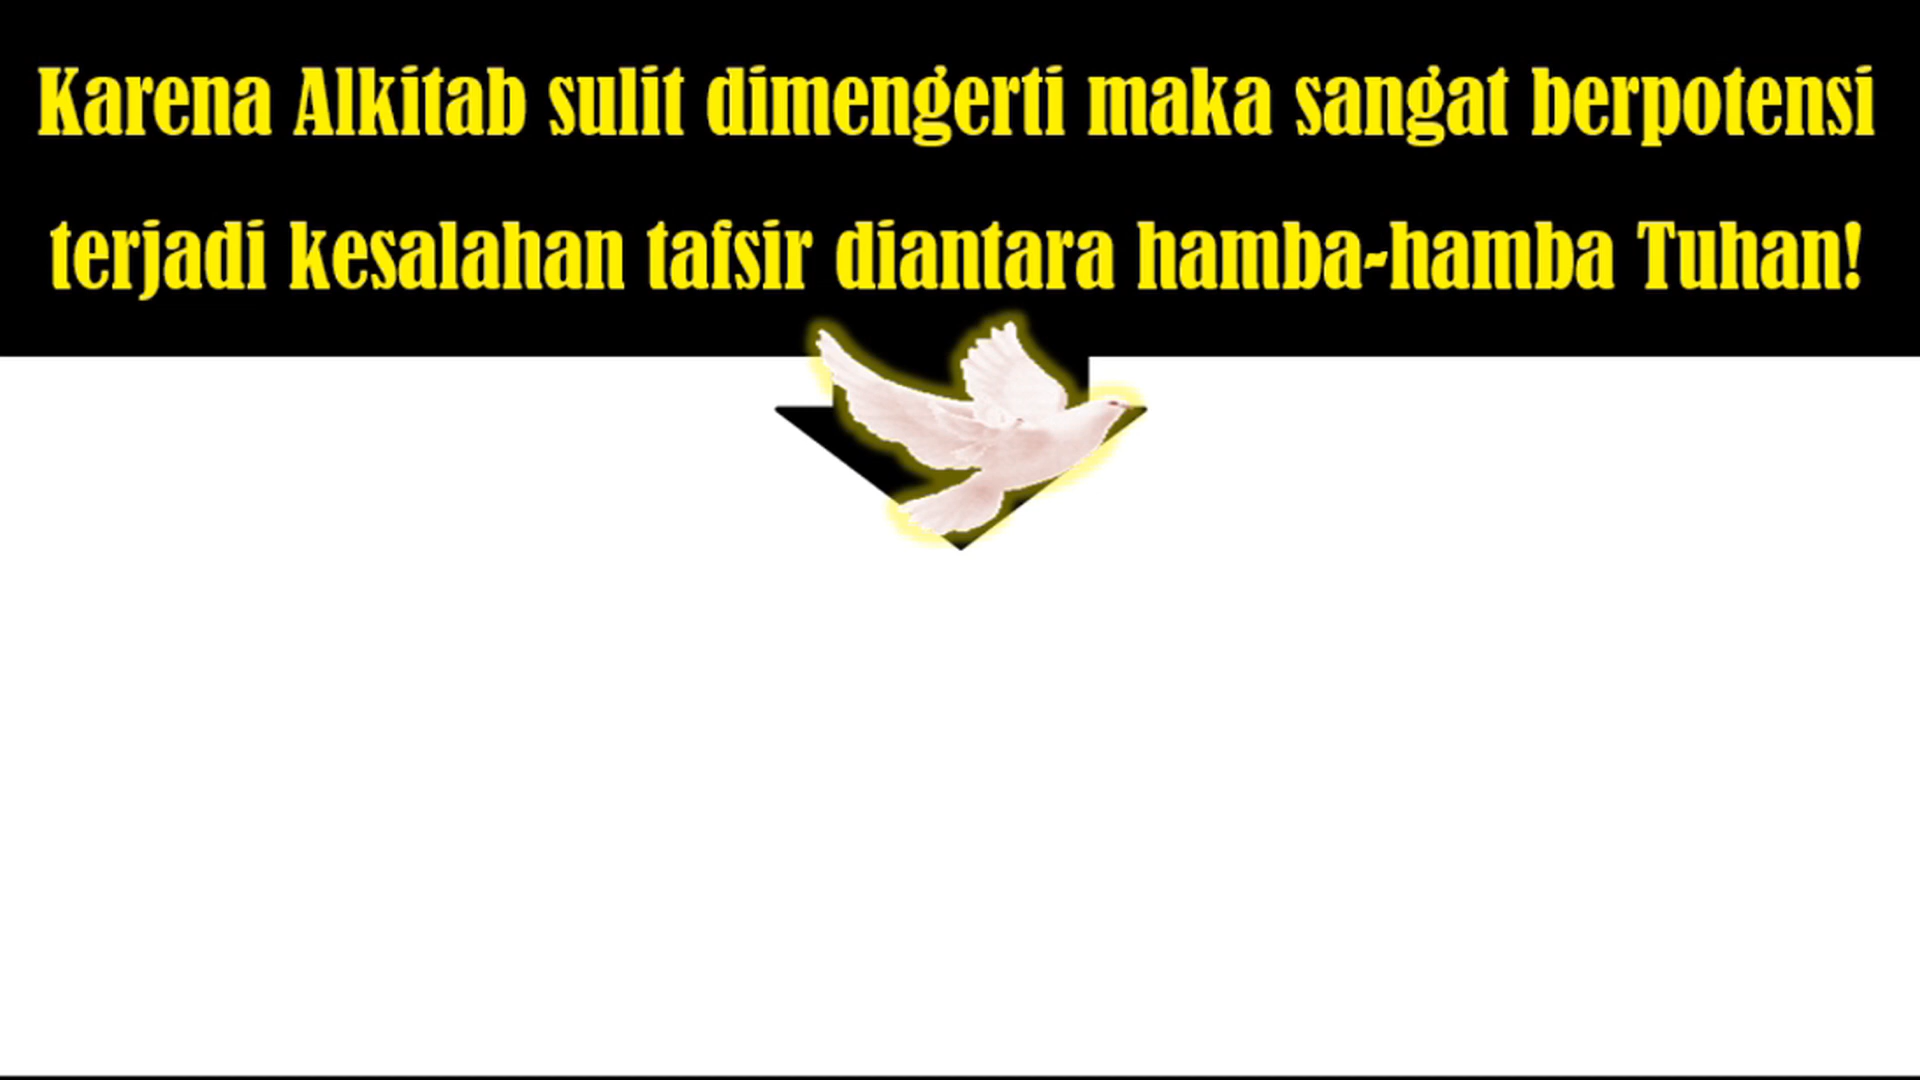 Karena Alkitab sulit dimengerti maka sangat berpotensi
terjadi kesalahan tafsir diantara hamba-hamba Tuhan!